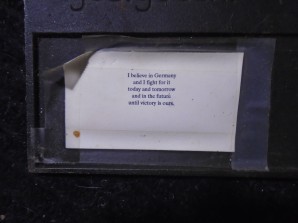 I believe in Germany
and I fight for it
today and tomorrow
and in the future
until victory is ours.